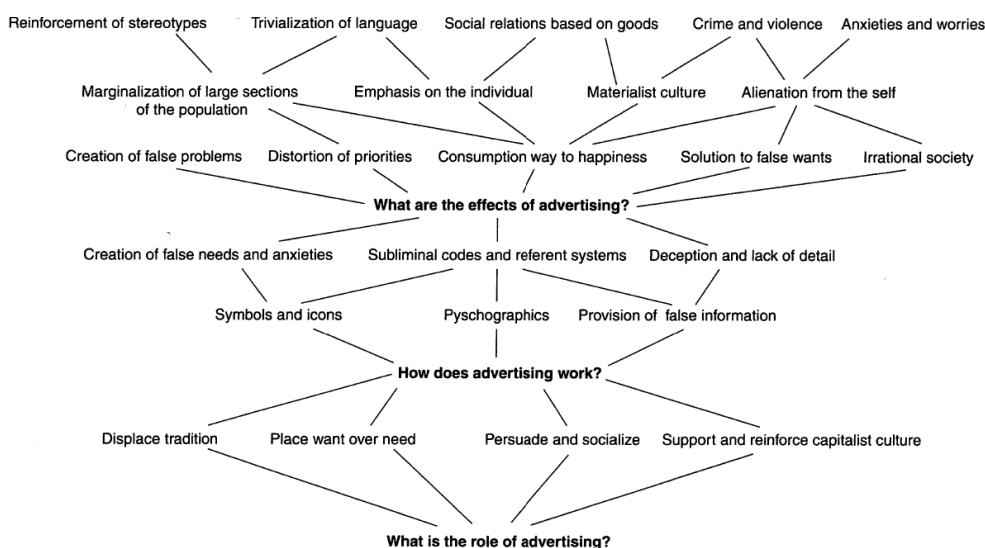 Reinforcement of stereotypes Trivialization of language Social relations based on goods Crime and violence Anxieties and worries
Marginalization of large sections Emphasis on the individual Materialist culture Alienation from the self
of the population
Creation of false problems Distortion of priorities Consumption way to happiness Solution to false wants Irrational society
What are the effects of advertising?
Creation of false needs and anxieties Subliminal codes and referent systems Deception and lack of detail
Symbols and icons Pyschographics Provision of false information
How does advertising work?
Displace tradition Place want over need Persuade and socialize Support and reinforce capitalist culture
What is the role of advertising?